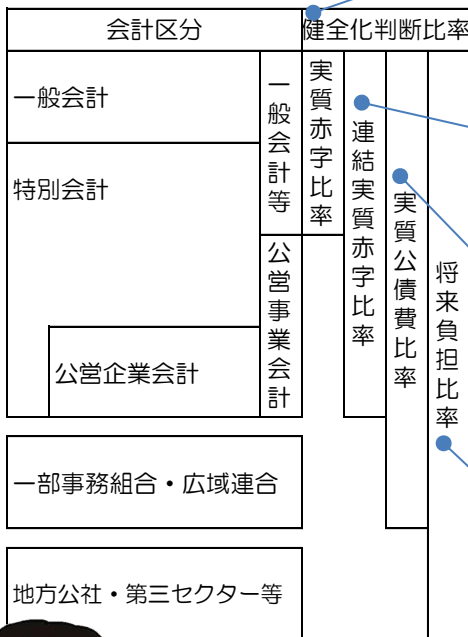 会計区分
健全化判断比率
一般会計
特別会計
公営企業会計
一般会計等
公営事業会計
実質赤字比率
連結実質赤字比率
実質公債費比率
将来負担比率
一部事務組合・広域連合
地方公社・第三セクター等